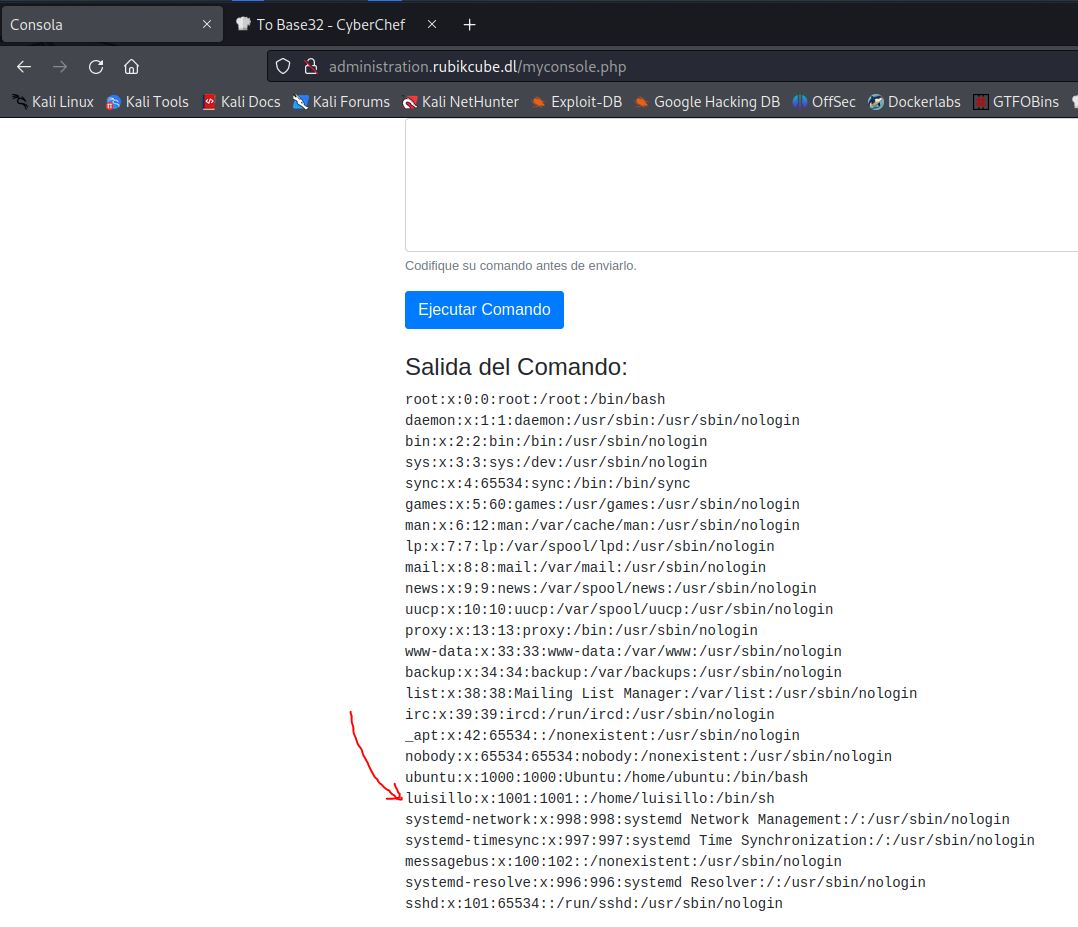 Consola
To Base32 - CyberChef
administration.rubikcube.dl/myconsole.php
Kali Linux Kali Tools Kali Docs Kali Forums Kali NetHunter Exploit-DB Google Hacking DB OffSec Dockerlabs GTFOBins
Codifique su comando antes de enviarlo.
Ejecutar Comando
Salida del Comando:
root:x:0:0:root:/root:/bin/bash
daemon:x:1:1:daemon:/usr/sbin:/usr/sbin/nologin
bin:x:2:2:bin:/bin:/usr/sbin/nologin
sys:x:3:3:sys:/dev:/usr/sbin/nologin
sync:x:4:65534:sync:/bin:/bin/sync
games:x:5:60:games:/usr/games:/usr/sbin/nologin
man:x:6:12:man:/var/cache/man:/usr/sbin/nologin
lp:x:7:7:lp:/var/spool/lpd:/usr/sbin/nologin
mail:x:8:8:mail:/var/mail:/usr/sbin/nologin
news:x:9:9:news:/var/spool/news:/usr/sbin/nologin
uucp:x:10:10:uucp:/var/spool/uucp:/usr/sbin/nologin
proxy:x:13:13:proxy:/bin:/usr/sbin/nologin
www-data:x:33:33:www-data:/var/www:/usr/sbin/nologin
backup:x:34:34:backup:/var/backups:/usr/sbin/nologin
list:x:38:38:Mailing List Manager:/var/list:/usr/sbin/nologin
irc:x:39:39:ircd:/run/ircd:/usr/sbin/nologin
_apt:x:42:65534::/nonexistent:/usr/sbin/nologin
nobody:x:65534:65534:nobody:/nonexistent:/usr/sbin/nologin
ubuntu:x:1000:1000:Ubuntu:/home/ubuntu:/bin/bash
luisillo:x:1001:1001::/home/luisillo:/bin/sh
systemd-network:x:998:998:systemd Network Management:/:/usr/sbin/nologin
systemd-timesync:x:997:997:systemd Time Synchronization:/:/usr/sbin/nologin
messagebus:x:100:102::/nonexistent:/usr/sbin/nologin
systemd-resolve:x:996:996:systemd Resolver:/:/usr/sbin/nologin
sshd:x:101:65534::/run/sshd:/usr/sbin/nologin